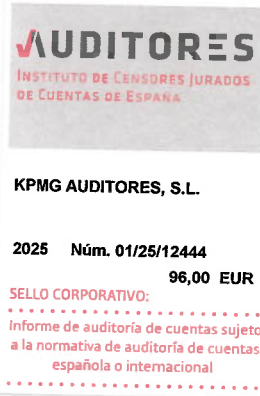 AUDITORES
INSTITUTO DE CENSORES JURADOS
DE CUENTAS DE ESPAÑA
KPMG AUDITORES, S.L.
2025 Núm. 01/25/12444
96,00 EUR
SELLO CORPORATIVO:
Informe de auditoría de cuentas sujeto
a la normativa de auditoría de cuentas
española o internacional